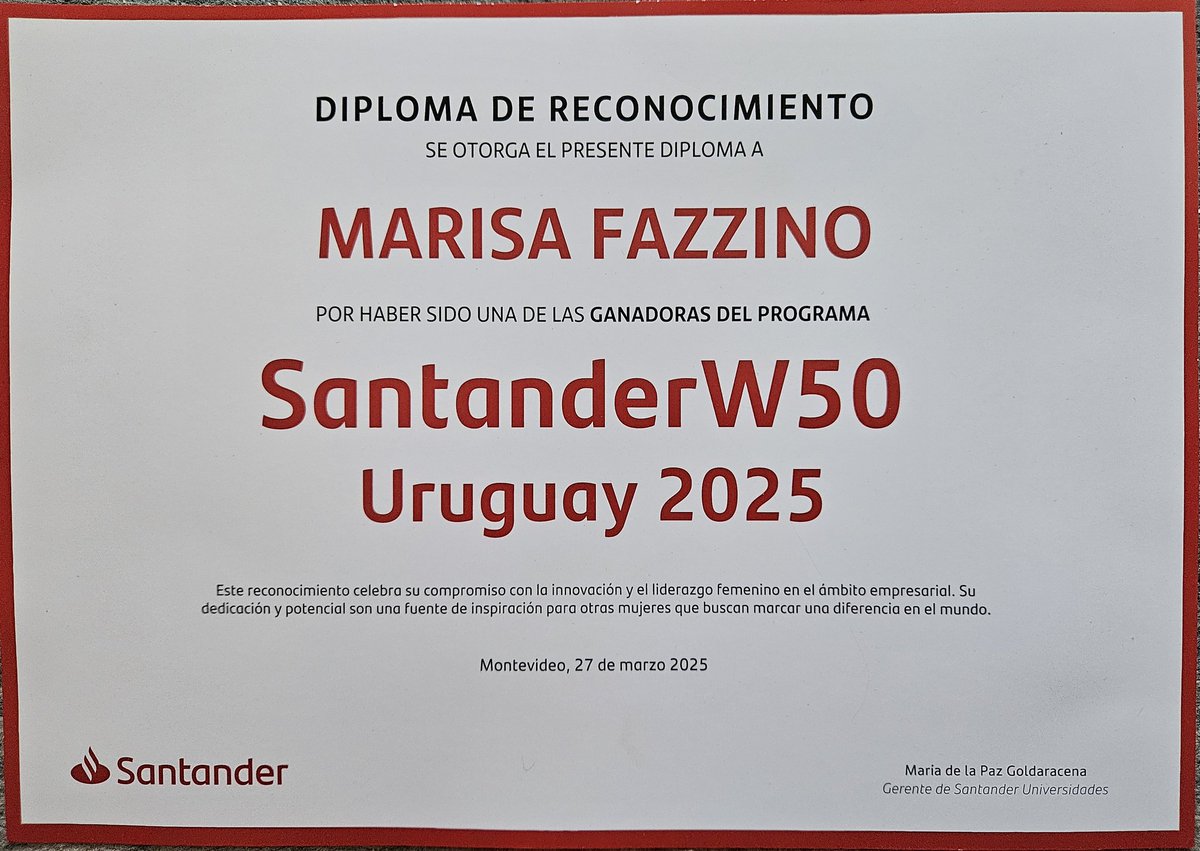 DIPLOMA DE RECONOCIMIENTO
SE OTORGA EL PRESENTE DIPLOMA A
MARISA FAZZINO
POR HABER SIDO UNA DE LAS GANADORAS DEL PROGRAMA
SantanderW50
Uruguay 2025
Este reconocimiento celebra su compromiso con la innovación y el liderazgo femenino en el ámbito empresarial. Su
dedicación y potencial son una fuente de inspiración para otras mujeres que buscan marcar una diferencia en el mundo.
Montevideo, 27 de marzo 2025
Santander
Maria de la Paz Goldaracena
Gerente de Santander Universidades